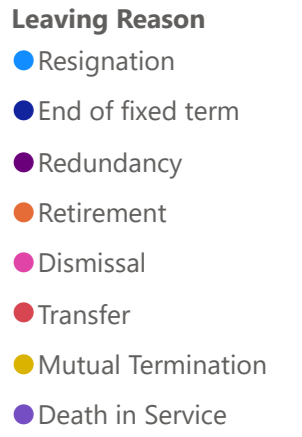 Leaving Reason
Resignation
End of fixed term
Redundancy
Retirement
Dismissal
Transfer
Mutual Termination
Death in Service